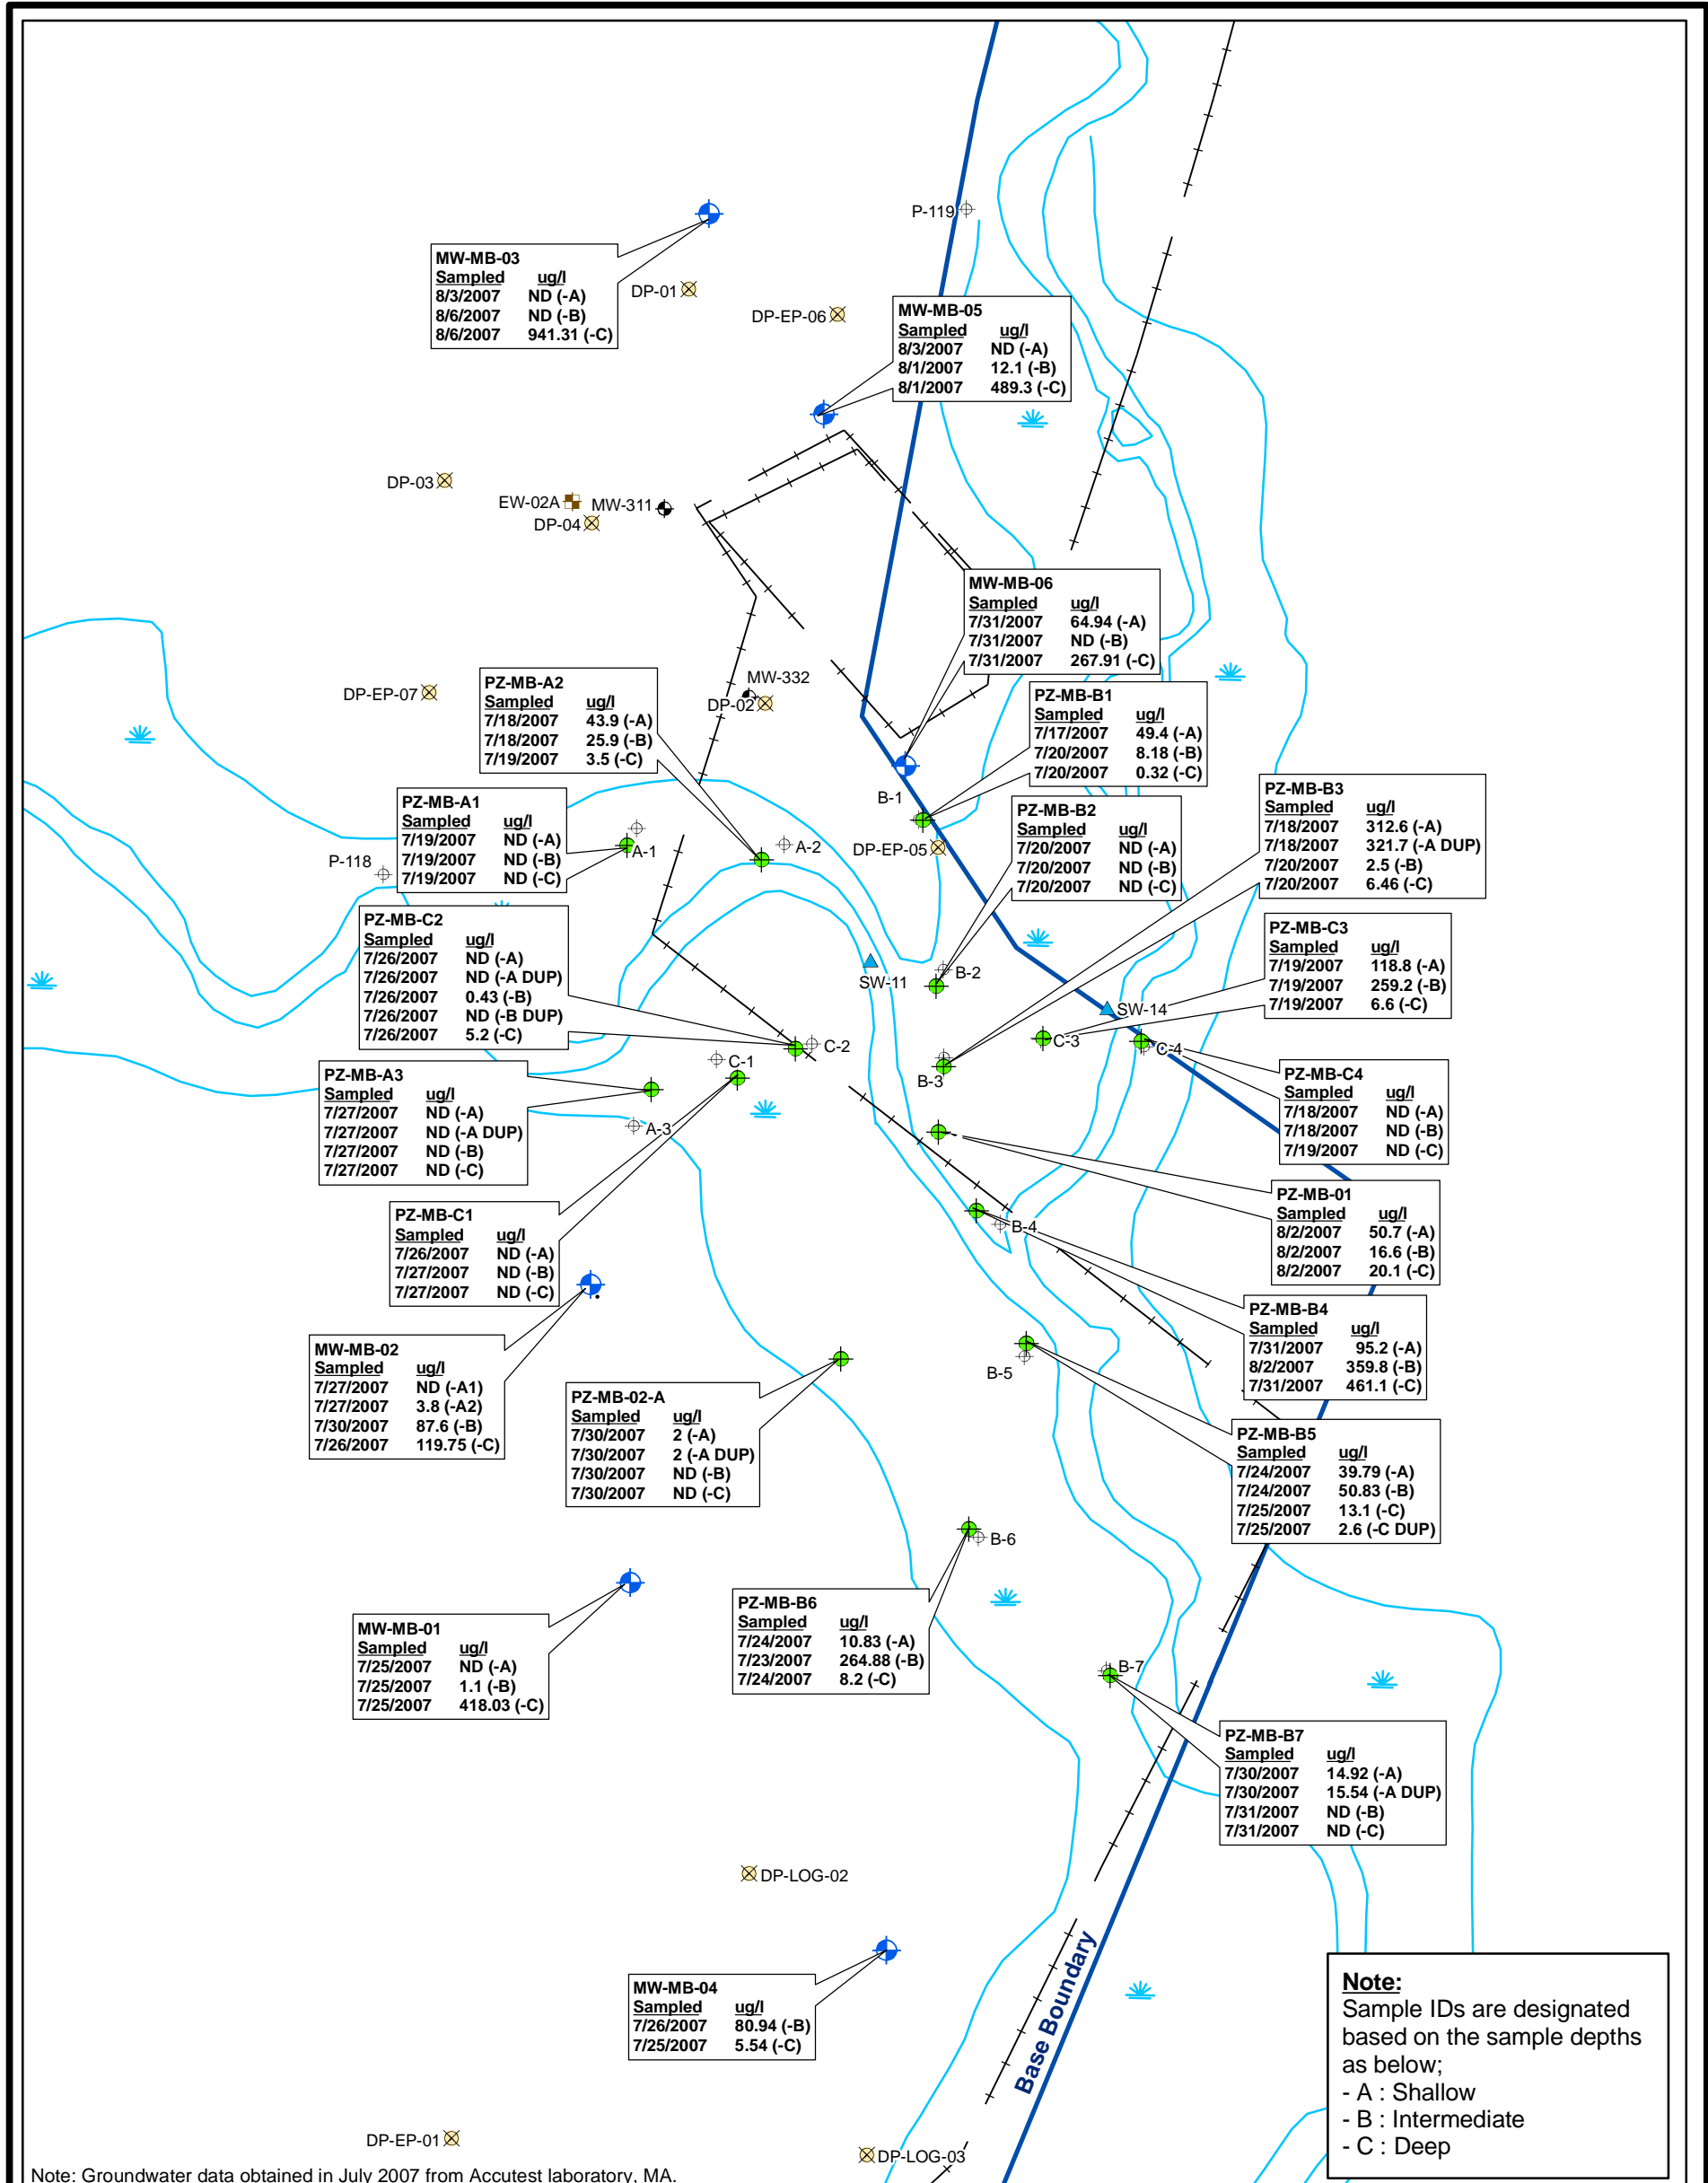 P-119
MW-MB-03
Sampled ug/l
8/3/2007 ND (-A)
8/6/2007 ND (-B)
8/6/2007 941.31 (-C)
DP-01
DP-EP-06
MW-MB-05
Sampled ug/l
8/3/2007 ND (-A)
8/1/2007 12.1 (-B)
8/1/2007 489.3 (-C)
DP-03
EW-02A
MW-311
DP-04
MW-MB-06
Sampled ug/l
7/31/2007 64.94 (-A)
7/31/2007 ND (-B)
7/31/2007 267.91 (-C)
DP-EP-07
PZ-MB-A2
Sampled ug/l
7/18/2007 43.9 (-A)
7/18/2007 25.9 (-B)
7/19/2007 3.5 (-C)
MW-332
DP-02
PZ-MB-B1
Sampled ug/l
7/17/2007 49.4 (-A)
7/20/2007 8.18 (-B)
7/20/2007 0.32 (-C)
B-1
PZ-MB-A1
Sampled ug/l
7/19/2007 ND (-A)
7/19/2007 ND (-B)
7/19/2007 ND (-C)
A-1
A-2
P-118
DP-EP-05
PZ-MB-B2
Sampled ug/l
7/20/2007 ND (-A)
7/20/2007 ND (-B)
7/20/2007 ND (-C)
PZ-MB-B3
Sampled ug/l
7/18/2007 312.6 (-A)
7/18/2007 321.7 (-A DUP)
7/20/2007 2.5 (-B)
7/20/2007 6.46 (-C)
PZ-MB-C2
Sampled ug/l
7/26/2007 ND (-A)
7/26/2007 ND (-A DUP)
7/26/2007 0.43 (-B)
7/26/2007 ND (-B DUP)
7/26/2007 5.2 (-C)
SW-11
B-2
PZ-MB-C3
Sampled ug/l
7/19/2007 118.8 (-A)
7/19/2007 259.2 (-B)
7/19/2007 6.6 (-C)
SW-14
C-2
C-3
C-4
C-1
B-3
PZ-MB-A3
Sampled ug/l
7/27/2007 ND (-A)
7/27/2007 ND (-A DUP)
7/27/2007 ND (-B)
7/27/2007 ND (-C)
A-3
PZ-MB-C4
Sampled ug/l
7/18/2007 ND (-A)
7/18/2007 ND (-B)
7/19/2007 ND (-C)
PZ-MB-C1
Sampled ug/l
7/26/2007 ND (-A)
7/27/2007 ND (-B)
7/27/2007 ND (-C)
B-4
PZ-MB-01
Sampled ug/l
8/2/2007 50.7 (-A)
8/2/2007 16.6 (-B)
8/2/2007 20.1 (-C)
PZ-MB-B4
Sampled ug/l
7/31/2007 95.2 (-A)
8/2/2007 359.8 (-B)
7/31/2007 461.1 (-C)
MW-MB-02
Sampled ug/l
7/27/2007 ND (-A1)
7/27/2007 3.8 (-A2)
7/30/2007 87.6 (-B)
7/26/2007 119.75 (-C)
B-5
PZ-MB-02-A
Sampled ug/l
7/30/2007 2 (-A)
7/30/2007 2 (-A DUP)
7/30/2007 ND (-B)
7/30/2007 ND (-C)
PZ-MB-B5
Sampled ug/l
7/24/2007 39.79 (-A)
7/24/2007 50.83 (-B)
7/25/2007 13.1 (-C)
7/25/2007 2.6 (-C DUP)
B-6
PZ-MB-B6
Sampled ug/l
7/24/2007 10.83 (-A)
7/23/2007 264.88 (-B)
7/24/2007 8.2 (-C)
MW-MB-01
Sampled ug/l
7/25/2007 ND (-A)
7/25/2007 1.1 (-B)
7/25/2007 418.03 (-C)
B-7
PZ-MB-B7
Sampled ug/l
7/30/2007 14.92 (-A)
7/30/2007 15.54 (-A DUP)
7/31/2007 ND (-B)
7/31/2007 ND (-C)
DP-LOG-02
MW-MB-04
Sampled ug/l
7/26/2007 80.94 (-B)
7/25/2007 5.54 (-C)
Base Boundary
Note:
Sample IDs are designated
based on the sample depths
as below;
- A : Shallow
- B : Intermediate
- C : Deep
DP-EP-01
DP-LOG-03
Note: Groundwater data obtained in July 2007 from Accutest laboratory, MA.